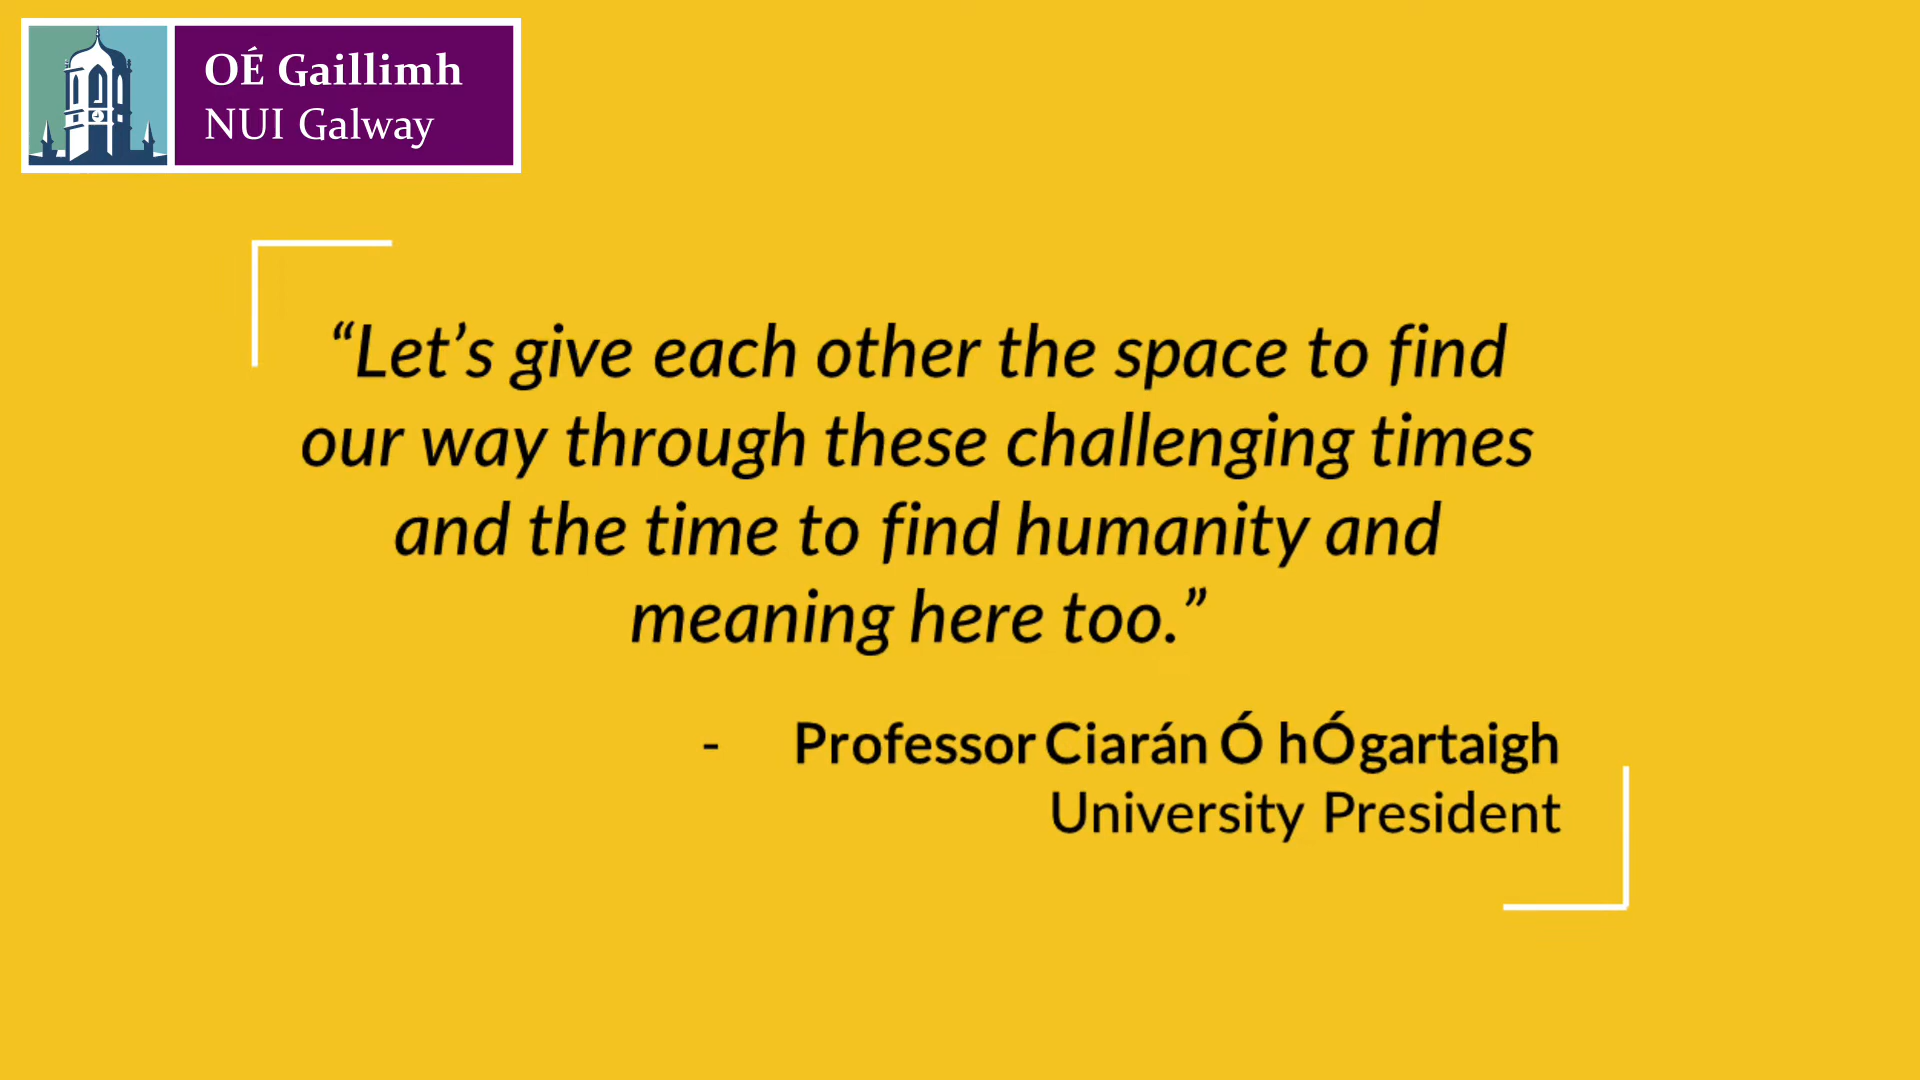 OÉ Gaillimh
NUI Galway
“Let’s give each other the space to find
our way through these challenging times
and the time to find humanity and
meaning here too.”
- Professor Ciarán Ó hÓgartaigh
University President